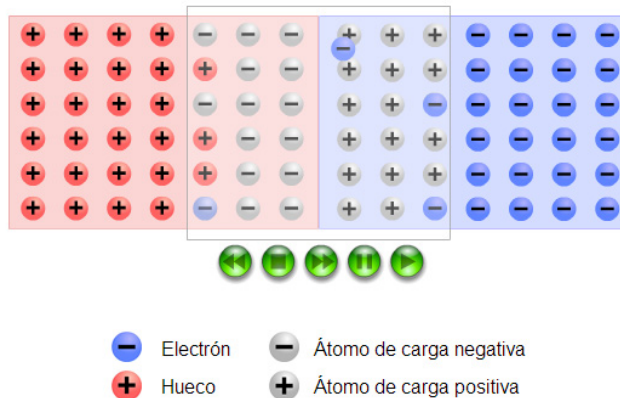 Electrón
Átomo de carga negativa
Hueco
Átomo de carga positiva